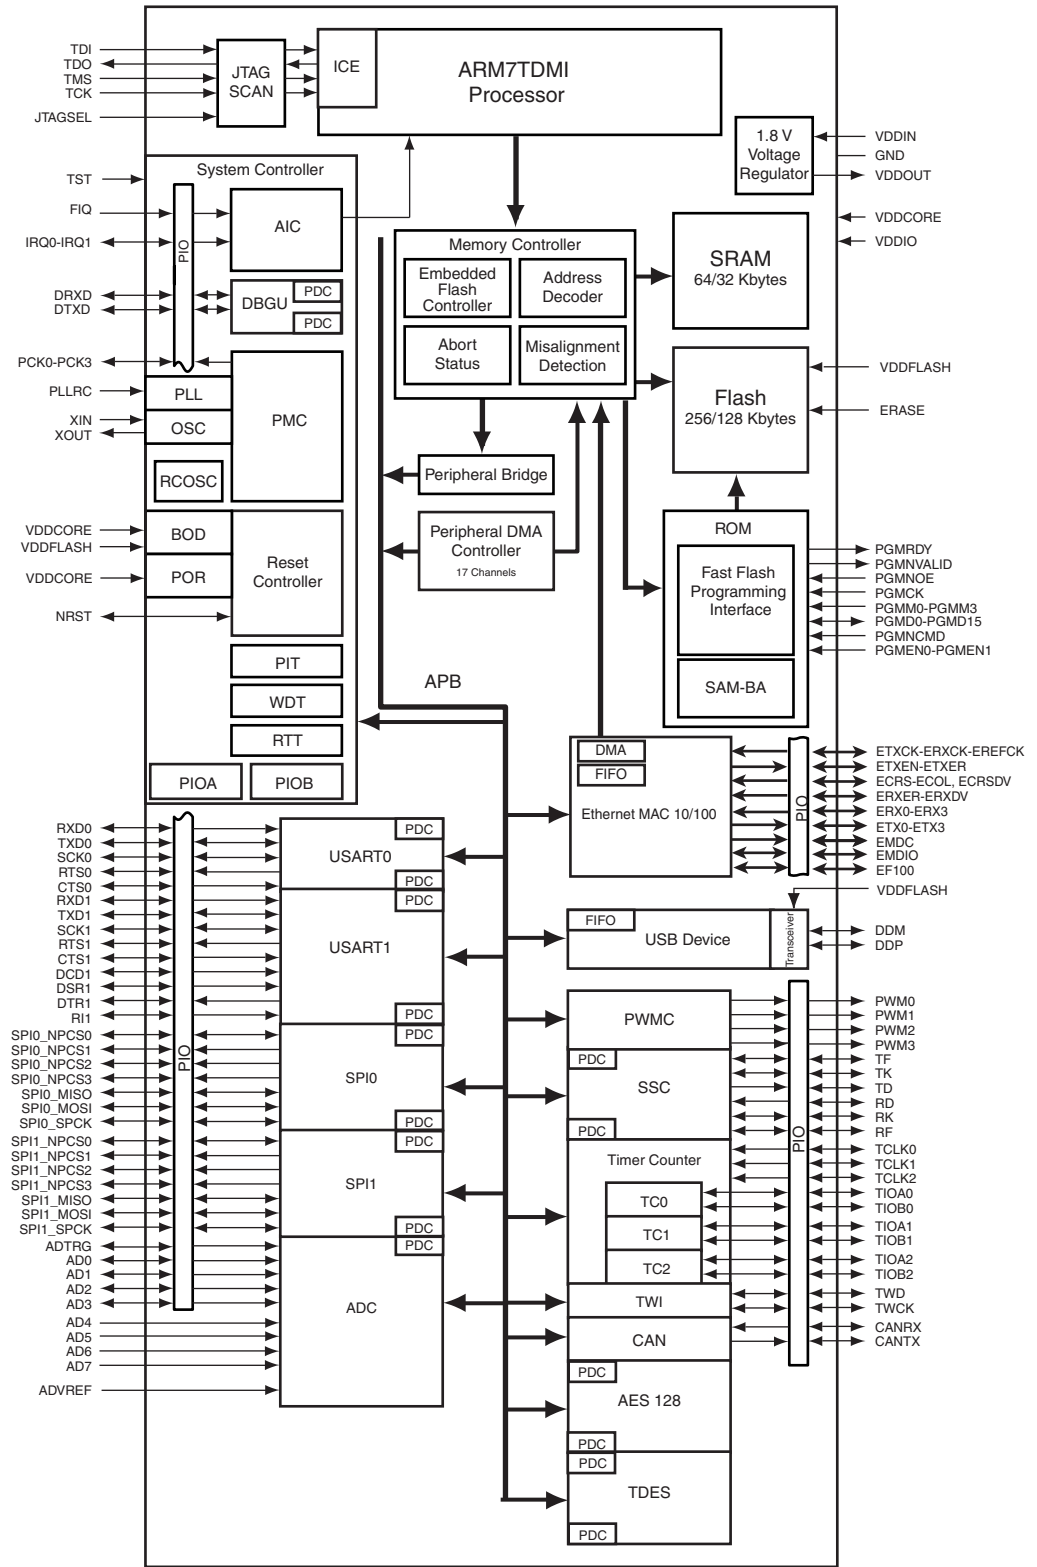 TDI
TDO
TMS
TCK
JTAGSEL
JTAG
SCAN
ICE
ARM7TDMI
Processor
1.8 V
Voltage
Regulator
VDDIN
GND
VDDOUT
VDDCORE
VDDIO
System Controller
TST
FIQ
IRQ0-IRQ1
PIO
AIC
DRXD
DTXD
DBGU
PDC
PDC
PCK0-PCK3
PLLRC
PLL
XIN
XOUT
OSC
RCOSC
PMC
VDDCORE
VDDFLASH
BOD
VDDCORE
POR
Reset
Controller
NRST
PIT
WDT
RTT
PIOA
PIOB
Memory Controller
Embedded
Flash
Controller
Address
Decoder
Abort
Status
Misalignment
Detection
SRAM
64/32 Kbytes
Flash
256/128 Kbytes
VDDFLASH
ERASE
Peripheral Bridge
Peripheral DMA
Controller
17 Channels
ROM
Fast Flash
Programming
Interface
SAM-BA
PGMRDY
PGMNVALID
PGMNOE
PGMCK
PGMM0-PGMM3
PGMD0-PGMD15
PGMNCMD
PGMEN0-PGMEN1
APB
DMA
FIFO
Ethernet MAC 10/100
PIO
ETXCK-ERXCK-EREFCK
ETXEN-ETXER
ECRS-ECOL, ECRSDV
ERXER-ERXDV
ERX0-ERX3
ETX0-ETX3
EMDC
EMDIO
EF100
VDDFLASH
FIFO
USB Device
Transceiver
DDM
DDP
RXD0
TXD0
SCK0
RTS0
CTS0
RXD1
TXD1
SCK1
RTS1
CTS1
DCD1
DSR1
DTR1
RI1
SPI0_NPCS0
SPI0_NPCS1
SPI0_NPCS2
SPI0_NPCS3
SPI0_MISO
SPI0_MOSI
SPI0_SPCK
SPI1_NPCS0
SPI1_NPCS1
SPI1_NPCS2
SPI1_NPCS3
SPI1_MISO
SPI1_MOSI
SPI1_SPCK
ADTRG
AD0
AD1
AD2
AD3
AD4
AD5
AD6
AD7
ADVREF
PIO
PDC
USART0
PDC
PDC
USART1
PDC
PDC
SPI0
PDC
PDC
SPI1
PDC
PDC
ADC
PWMC
PDC
SSC
PDC
Timer Counter
TC0
TC1
TC2
TWI
CAN
PDC
AES 128
PDC
PDC
TDES
PDC
PIO
PWM0
PWM1
PWM2
PWM3
TF
TK
TD
RD
RK
RF
TCLK0
TCLK1
TCLK2
TIOA0
TIOB0
TIOA1
TIOB1
TIOA2
TIOB2
TWD
TWCK
CANRX
CANTX